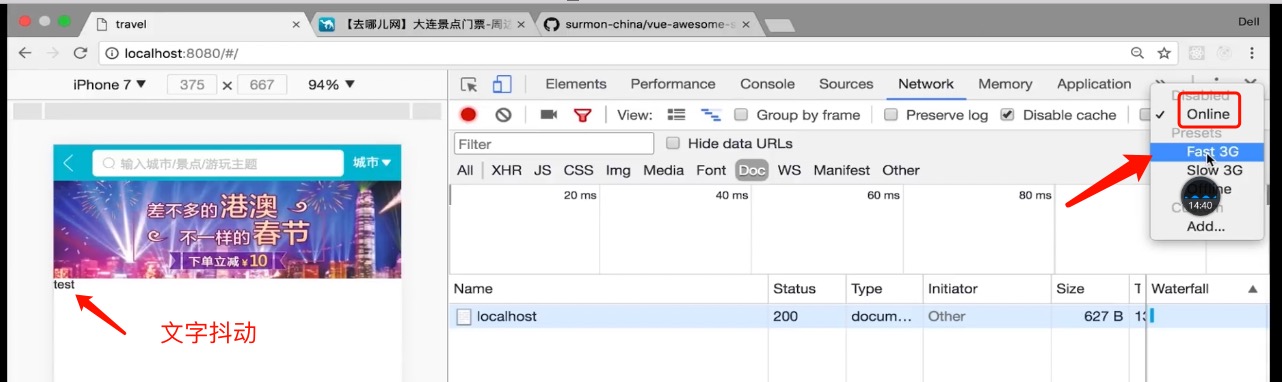 travel
【去哪儿网】大连景点门票-周边
surmon-china/vue-awesome-s
Dell
localhost:8080/#/
iPhone 7 ▼ 375 × 667 94% ▼
Elements Performance Console Sources Network Memory Application
View: Group by frame Preserve log Disable cache
Filter Hide data URLs
All XHR JS CSS Img Media Font Doc WS Manifest Other
20 ms 40 ms 60 ms 80 ms
Disabled
Online
Presets
Fast 3G
Slow 3G
Offline
14:40
Add...
输入城市/景点/游玩主题
城市
差不多的港澳
不一样的春节
下单立减¥10
test
文字抖动
Name Status Type Initiator Size T Waterfall
localhost 200 docum... Other 627 B